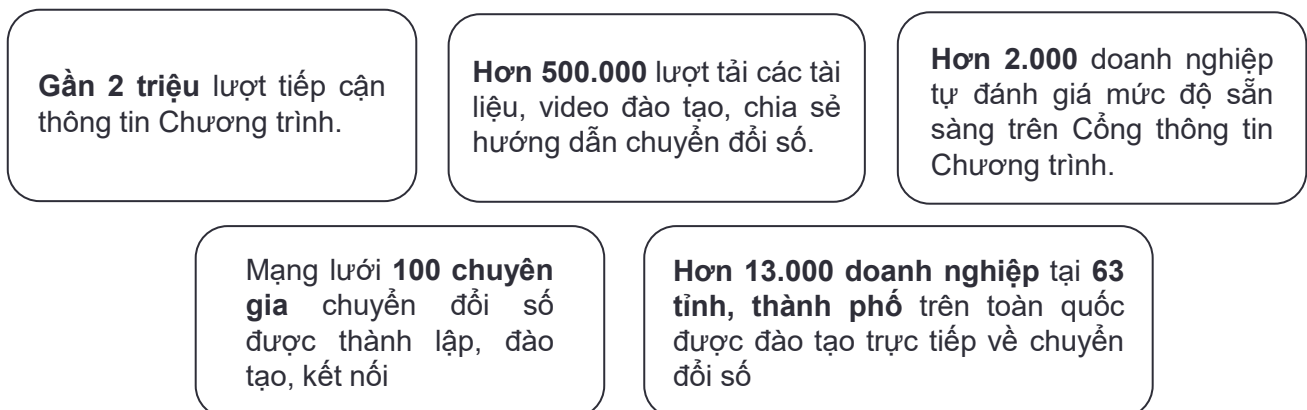 Gần 2 triệu lượt tiếp cận
thông tin Chương trình.
Hơn 500.000 lượt tải các tài
liệu, video đào tạo, chia sẻ
hướng dẫn chuyển đổi số.
Hơn 2.000 doanh nghiệp
tự đánh giá mức độ sẵn
sàng trên Cổng thông tin
Chương trình.
Mạng lưới 100 chuyên
gia chuyển đổi số
được thành lập, đào
tạo, kết nối
Hơn 13.000 doanh nghiệp tại 63
tỉnh, thành phố trên toàn quốc
được đào tạo trực tiếp về chuyển
đổi số